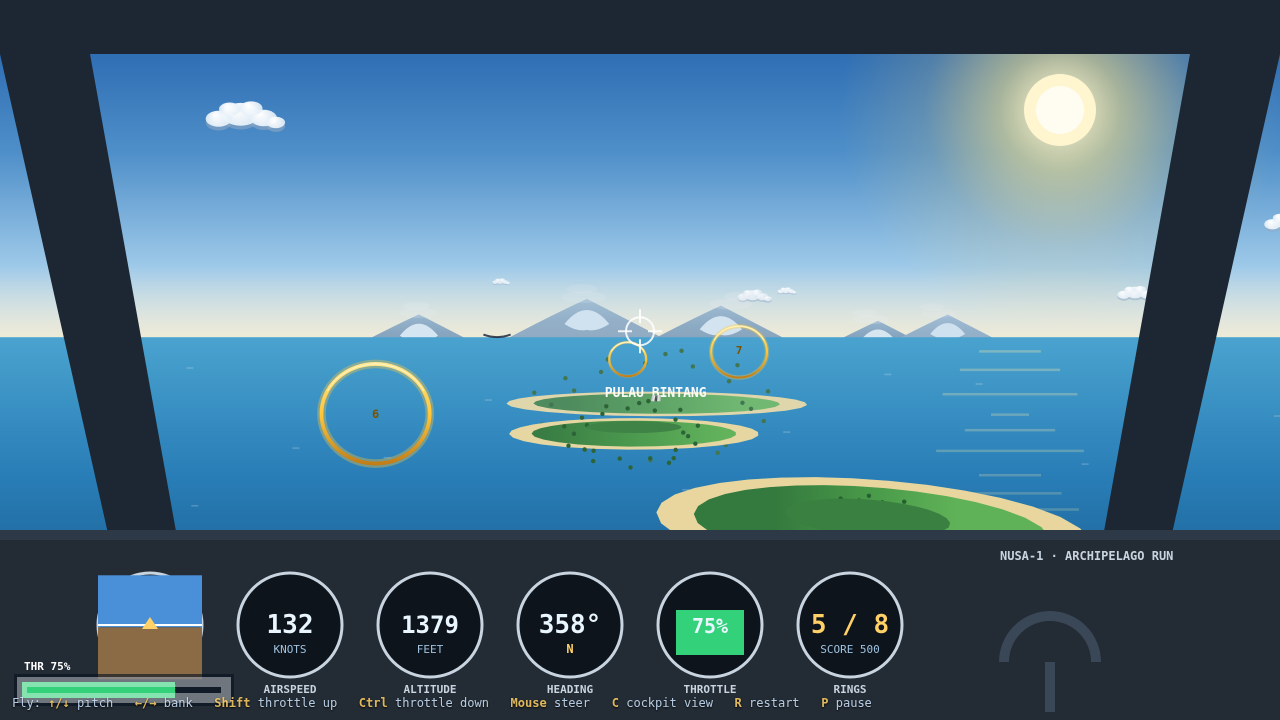 7
PULAU RINTANG
6
NUSA-1 · ARCHIPELAGO RUN
132
KNOTS
AIRSPEED
1379
FEET
ALTITUDE
358°
N
HEADING
75%
THROTTLE
5 / 8
SCORE 500
RINGS
THR 75%
Fly: ↑/↓ pitch ←/→ bank Shift throttle up Ctrl throttle down Mouse steer C cockpit view R restart P pause